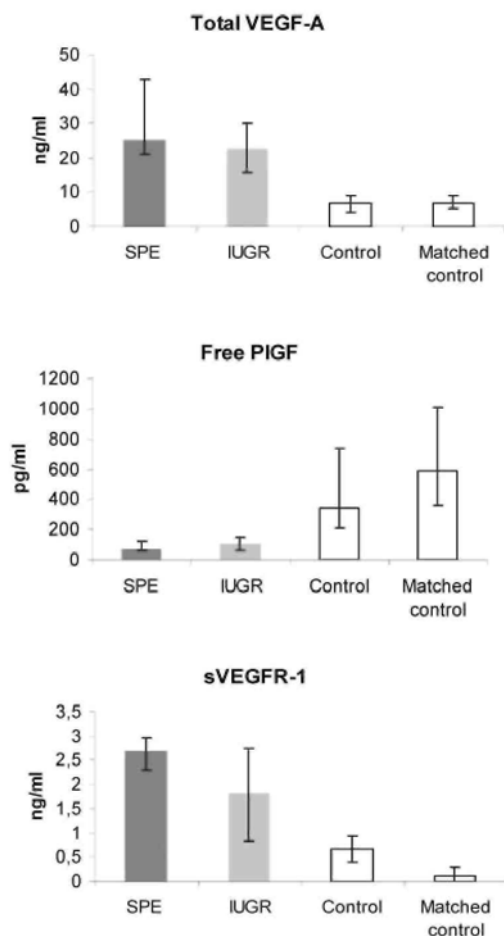 Total VEGF-A
50
40
30
20
10
0
ng/ml
SPE IUGR Control Matched
control
Free PIGF
1200
1000
800
600
400
200
0
pg/ml
SPE IUGR Control Matched
control
sVEGFR-1
3,5
3
2,5
2
1,5
1
0,5
0
ng/ml
SPE IUGR Control Matched
control